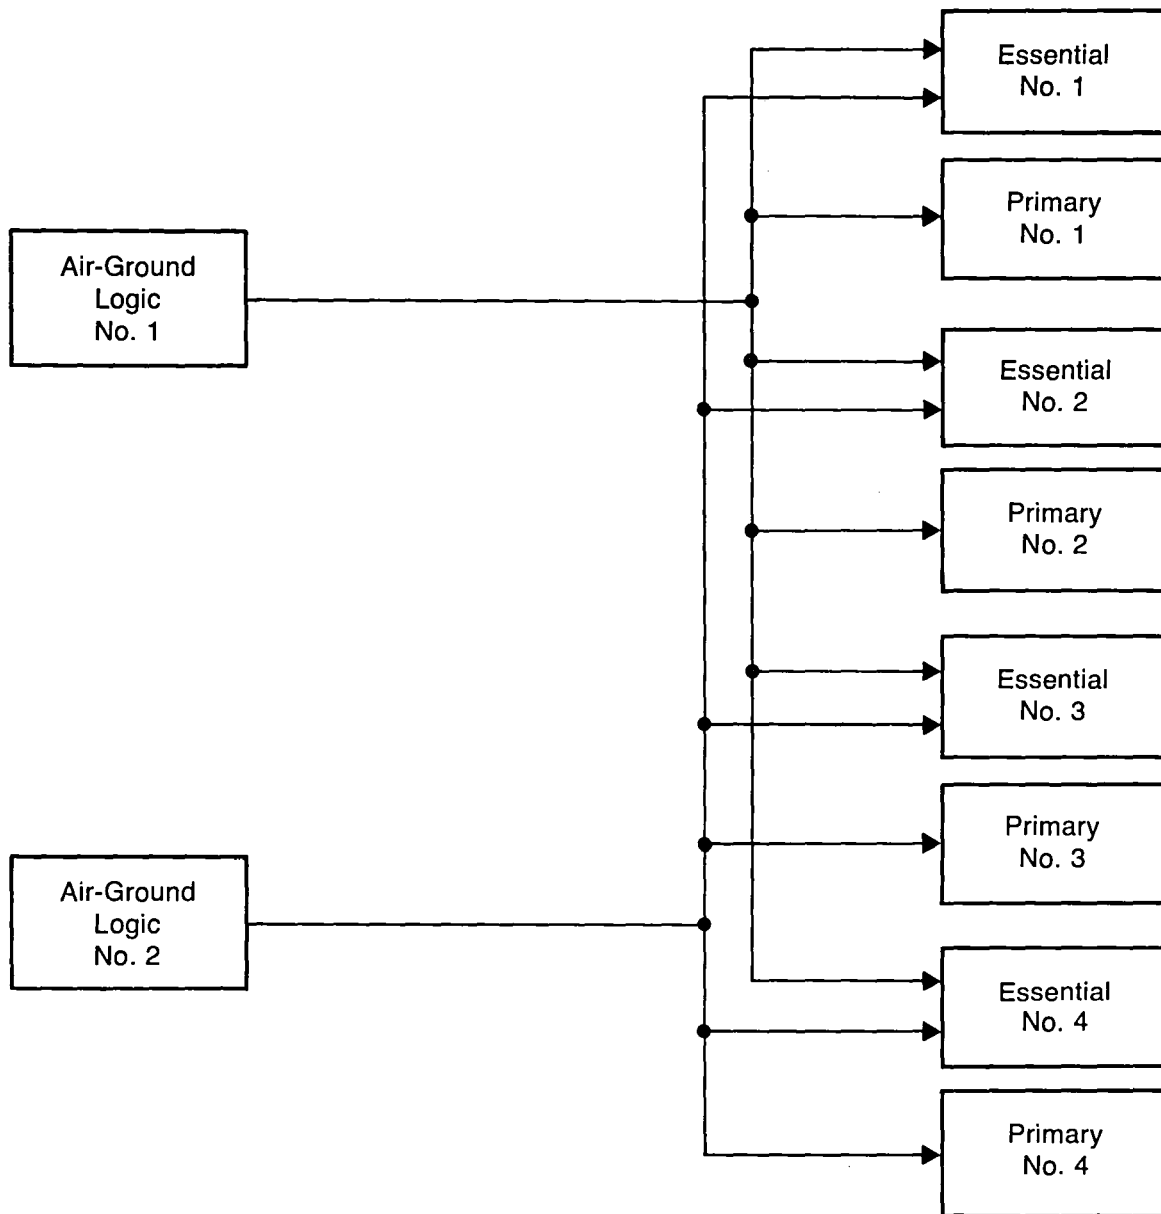 Essential
No. 1
Primary
No. 1
Air-Ground
Logic
No. 1
Essential
No. 2
Primary
No. 2
Essential
No. 3
Primary
No. 3
Air-Ground
Logic
No. 2
Essential
No. 4
Primary
No. 4